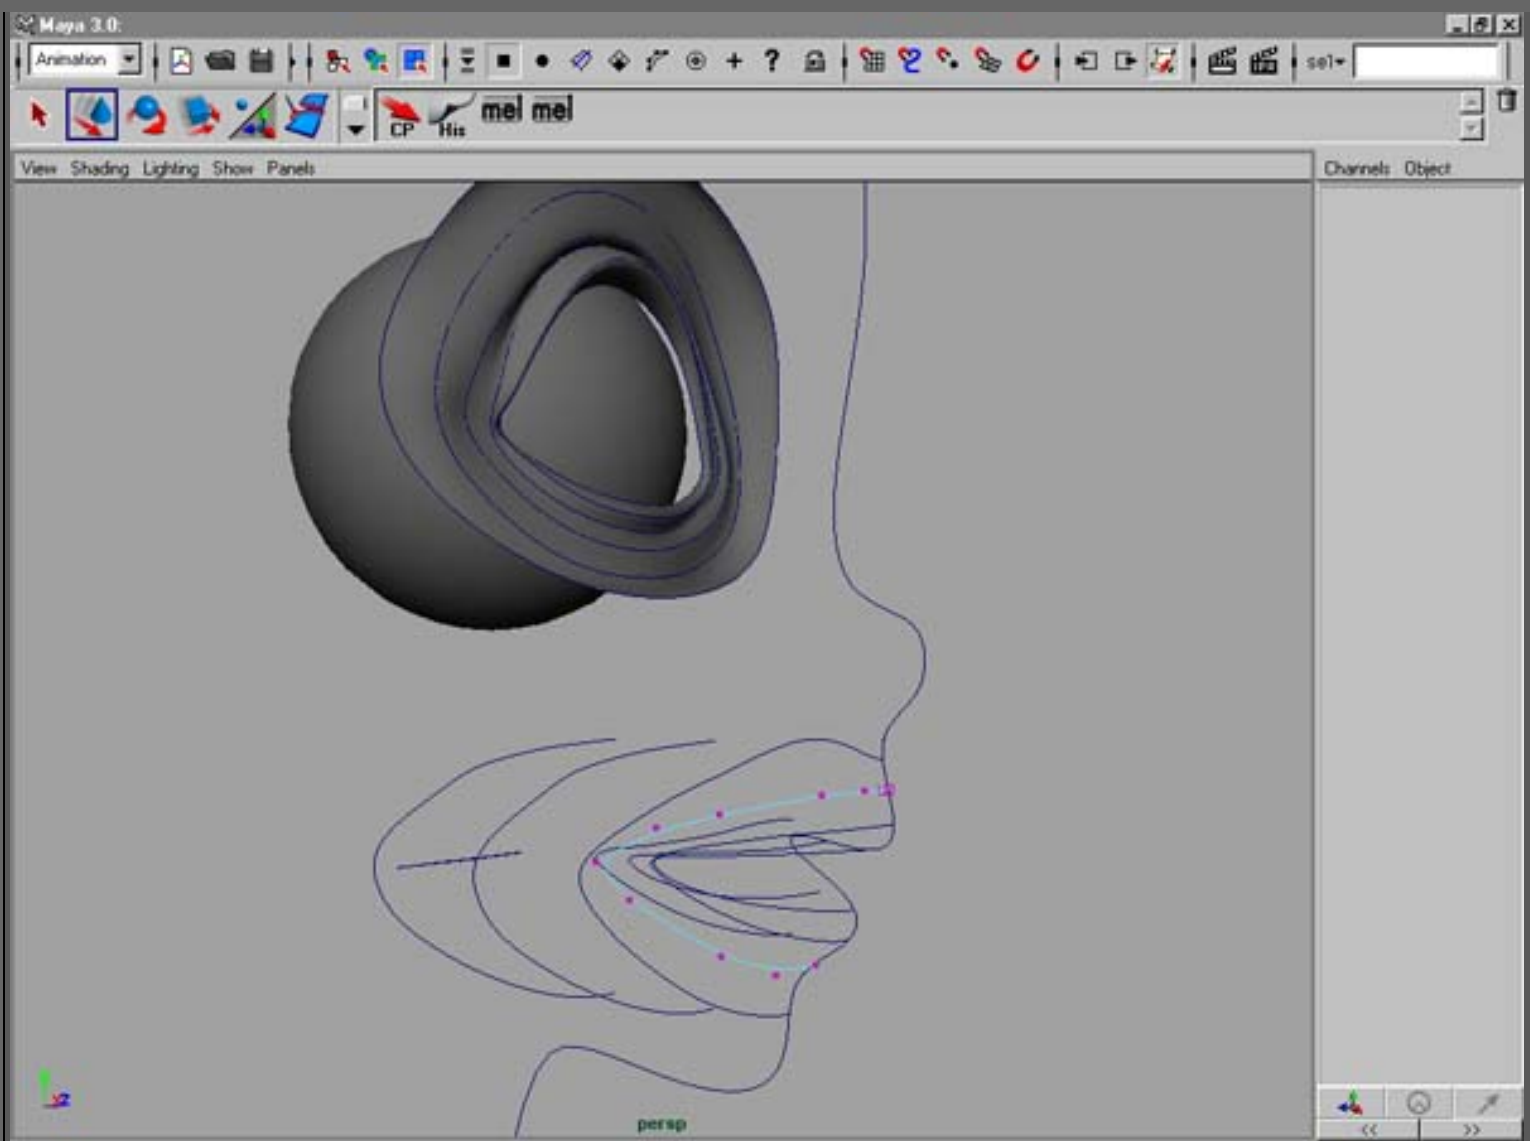 Maya 3.0:
Animation
sel
CP His mel mel
View Shading Lighting Show Panels
Channels Object
persp
<< >>